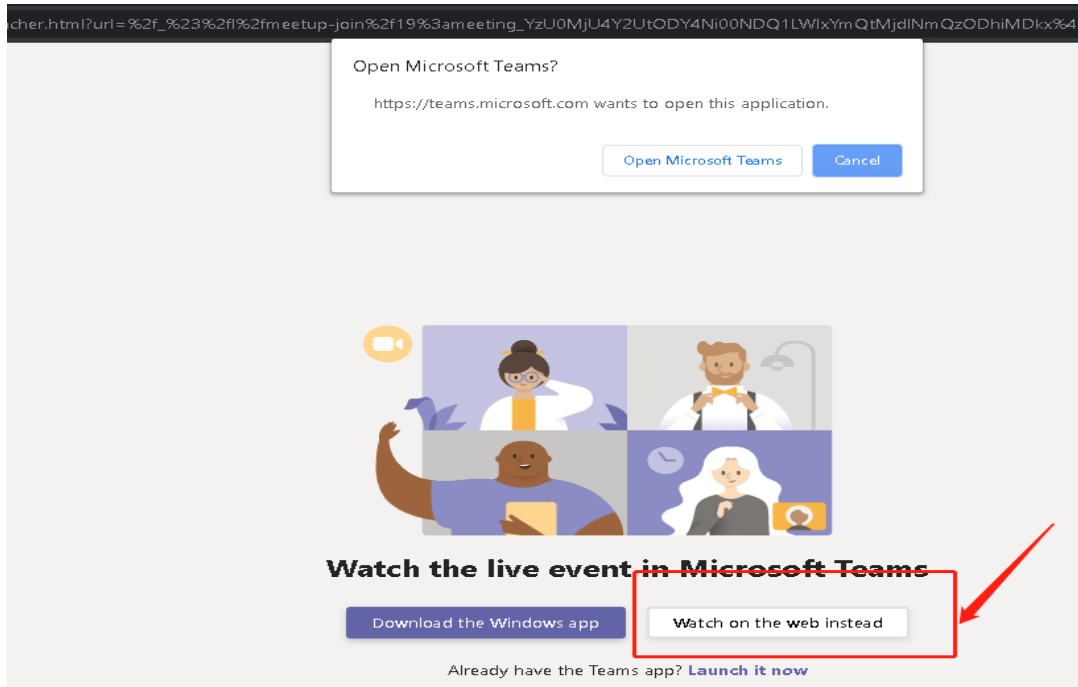 cher.html?url=%2f_%23%2fl%2fmeetup-join%2f19%3ameeting_YzU0MjU4Y2UtODY4Ni00NDQ1LWIxYmQtMjdlNmQzODhiMDkx%4
Open Microsoft Teams?
https://teams.microsoft.com wants to open this application.
Open Microsoft Teams Cancel
Watch the live event in Microsoft Teams
Download the Windows app Watch on the web instead
Already have the Teams app? Launch it now